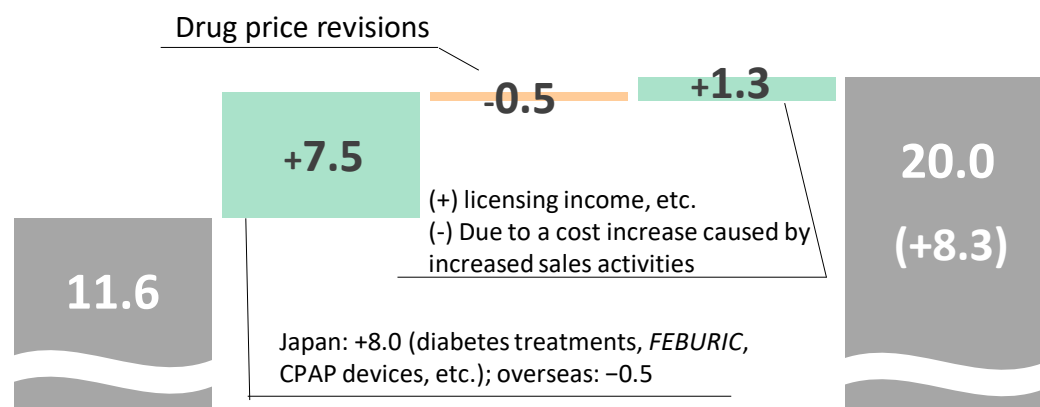 Drug price revisions
+7.5
-0.5
+1.3
20.0
(+8.3)
11.6
(+) licensing income, etc.
(-) Due to a cost increase caused by
increased sales activities
Japan: +8.0 (diabetes treatments, FEBURIC,
CPAP devices, etc.); overseas: −0.5